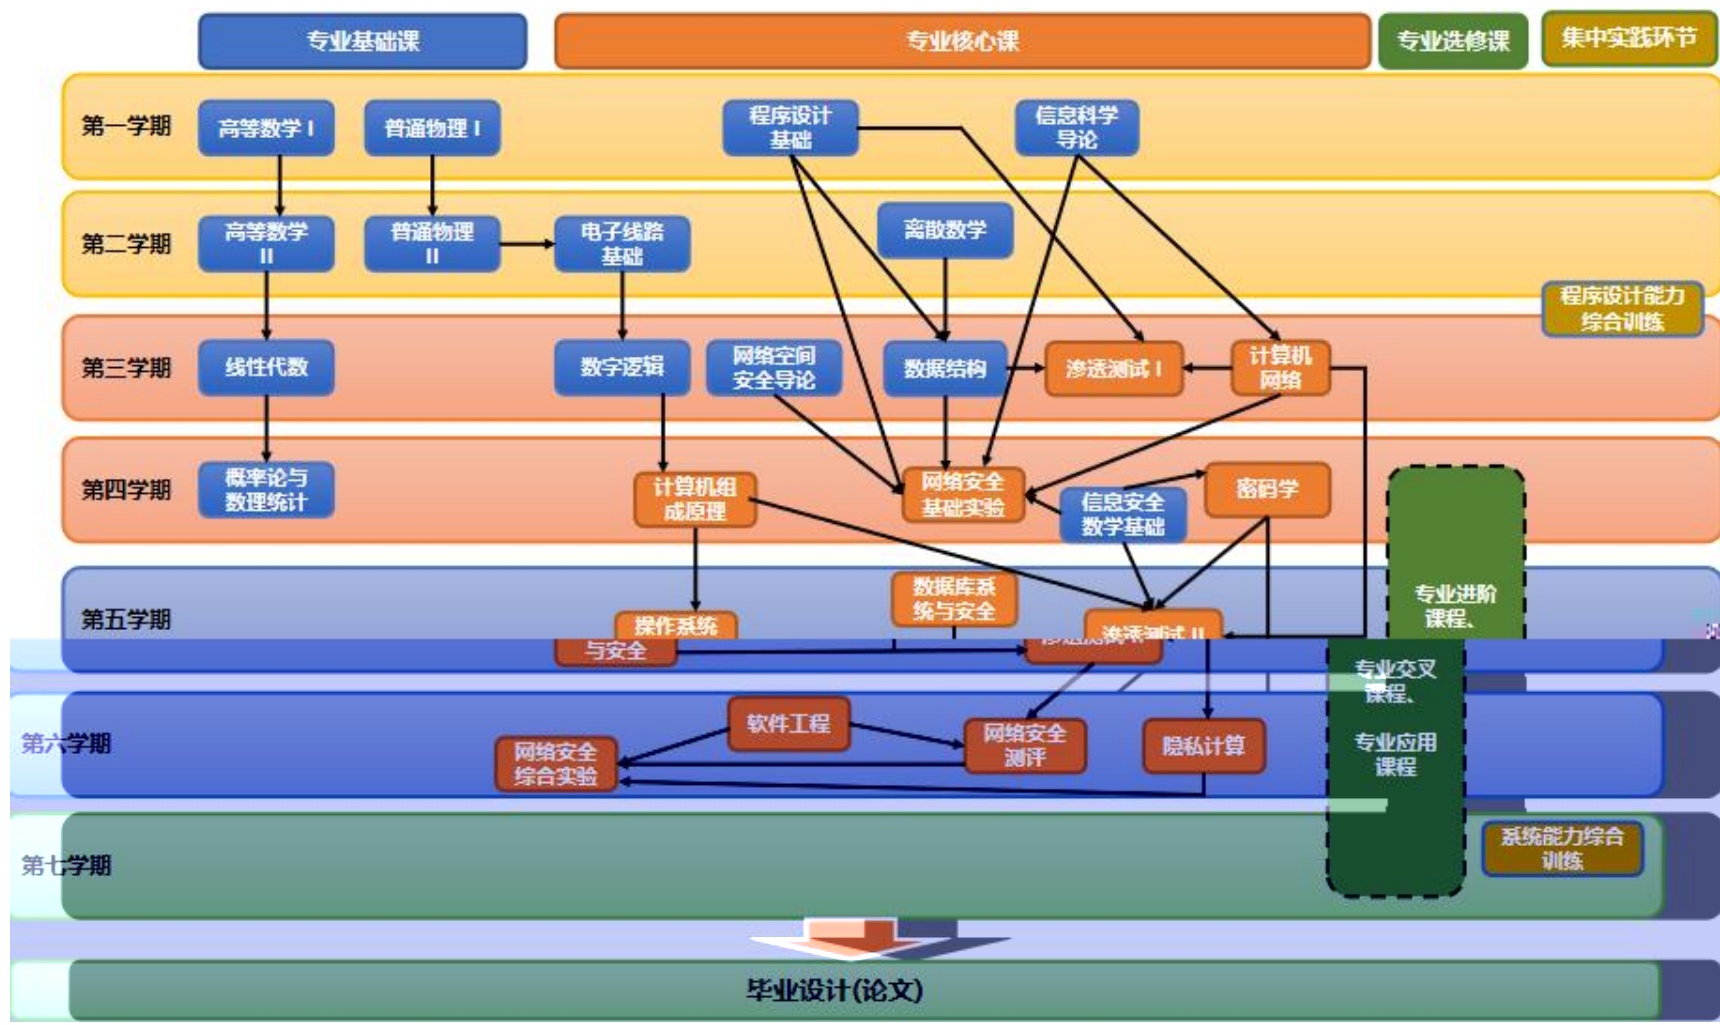 专业基础课
专业核心课
专业选修课
集中实践环节
第一学期
高等数学 I
普通物理 I
程序设计
基础
信息科学
导论
第二学期
高等数学
II
普通物理
II
电子线路
基础
离散数学
程序设计能力
综合训练
第三学期
线性代数
数字逻辑
网络空间
安全导论
数据结构
渗透测试 I
计算机
网络
第四学期
概率论与
数理统计
计算机组
成原理
网络安全
基础实验
信息安全
数学基础
密码学
第五学期
操作系统
与安全
数据库系
统与安全
渗透测试 II
专业进阶
课程、
专业交叉
课程、
专业应用
课程
第六学期
网络安全
综合实验
软件工程
网络安全
测评
隐私计算
第七学期
系统能力综合
训练
毕业设计(论文)